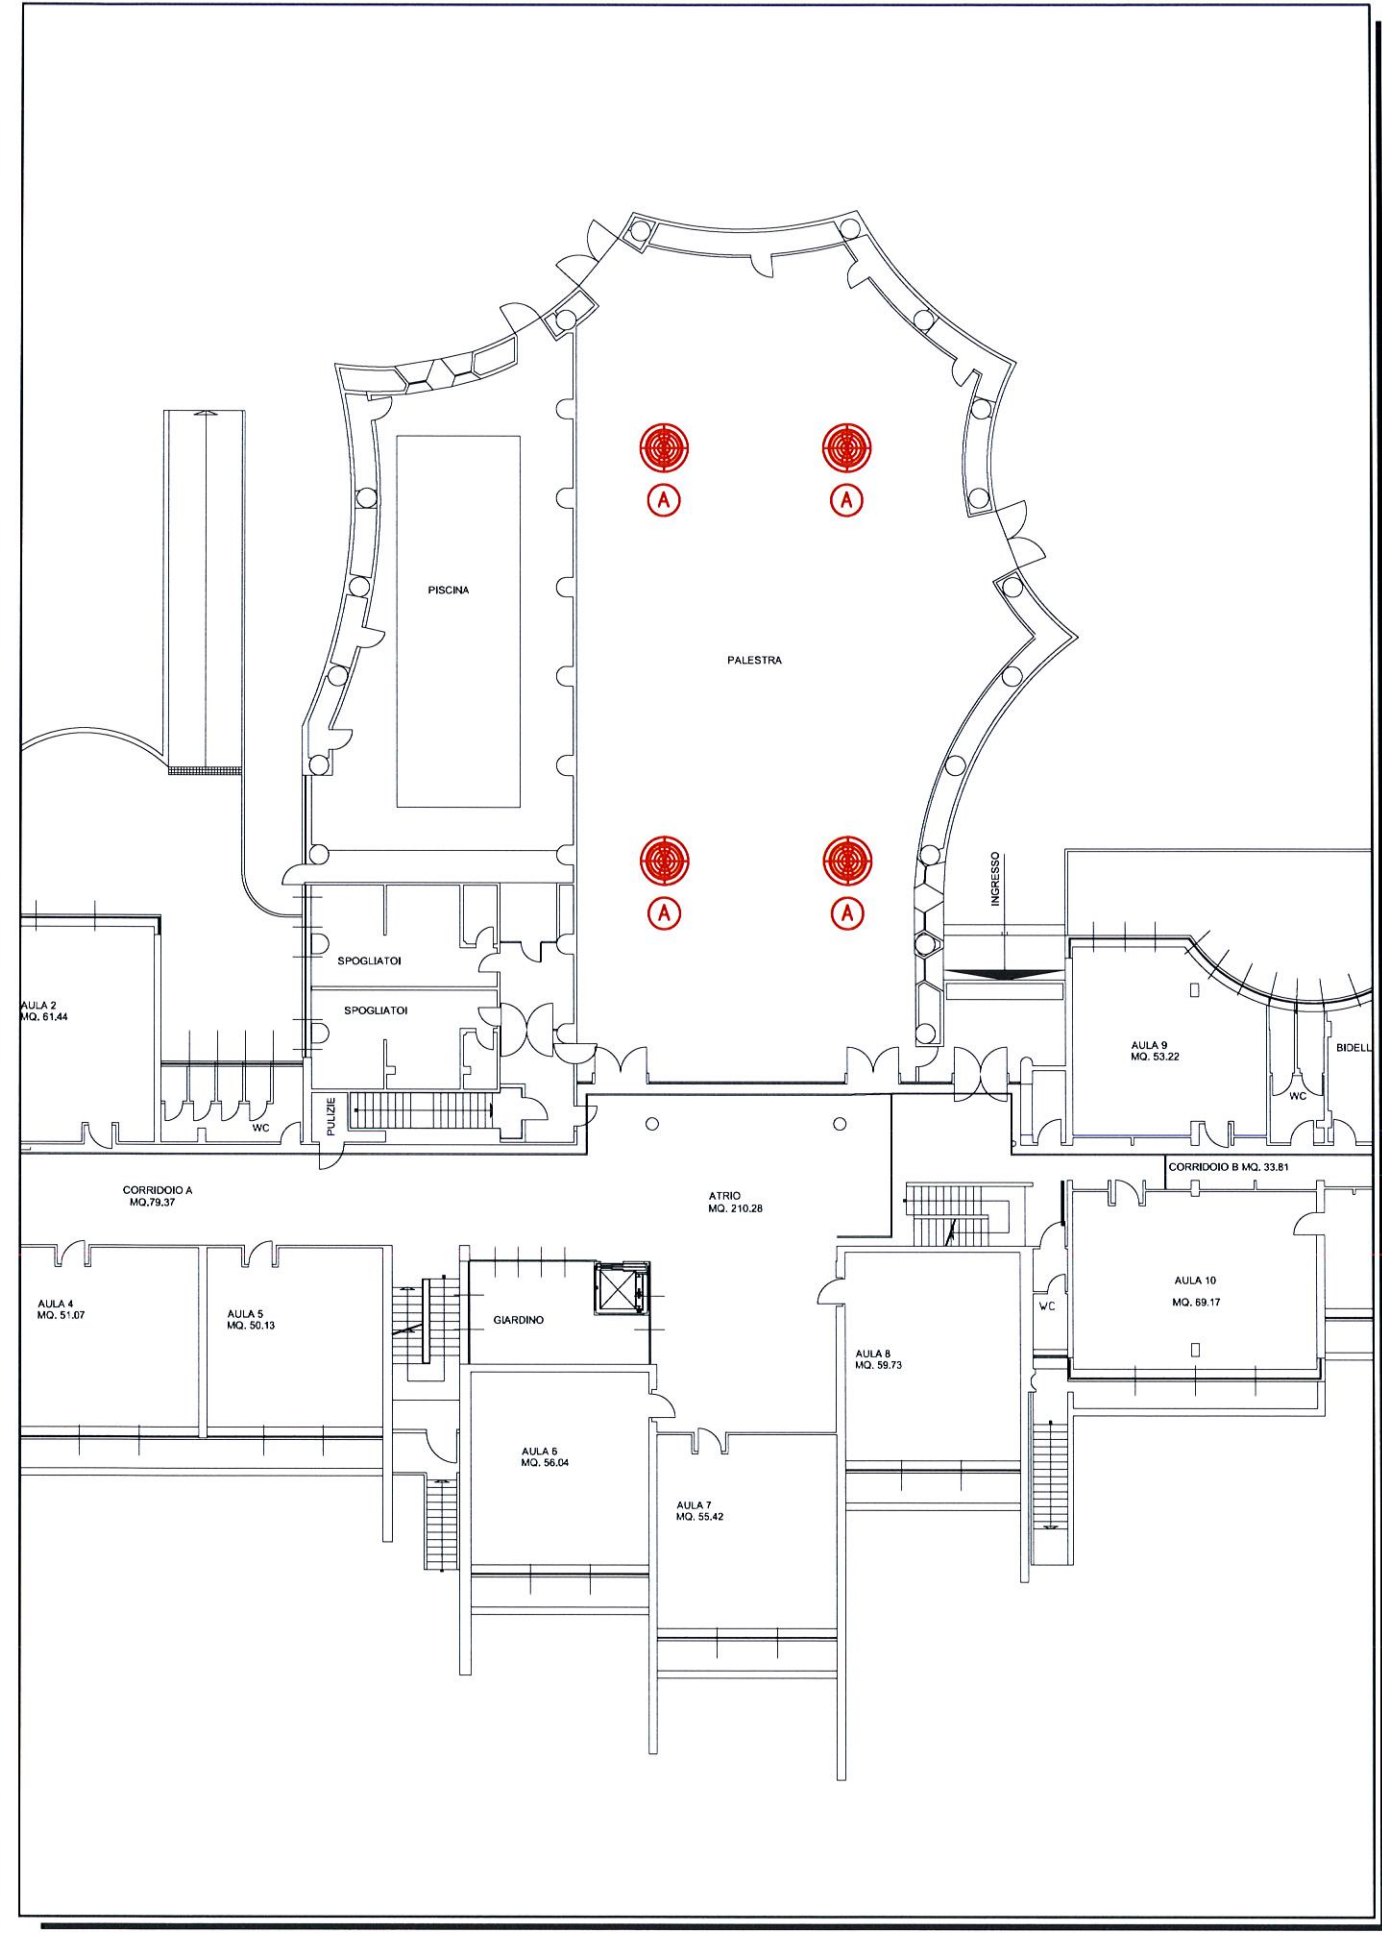 A
A
PISCINA
PALESTRA
INGRESSO
A
A
SPOGLIATOI
SPOGLIATOI
AULA 2
MQ. 61.44
AULA 9
MQ. 53.22
BIDELL
WC
PULIZIE
WC
CORRIDOIO B MQ. 33.81
CORRIDOIO A
MQ.79.37
ATRIO
MQ. 210.28
AULA 10
MQ. 69.17
AULA 4
MQ. 51.07
AULA 5
MQ. 50.13
GIARDINO
WC
AULA 8
MQ. 59.73
AULA 6
MQ. 56.04
AULA 7
MQ. 55.42